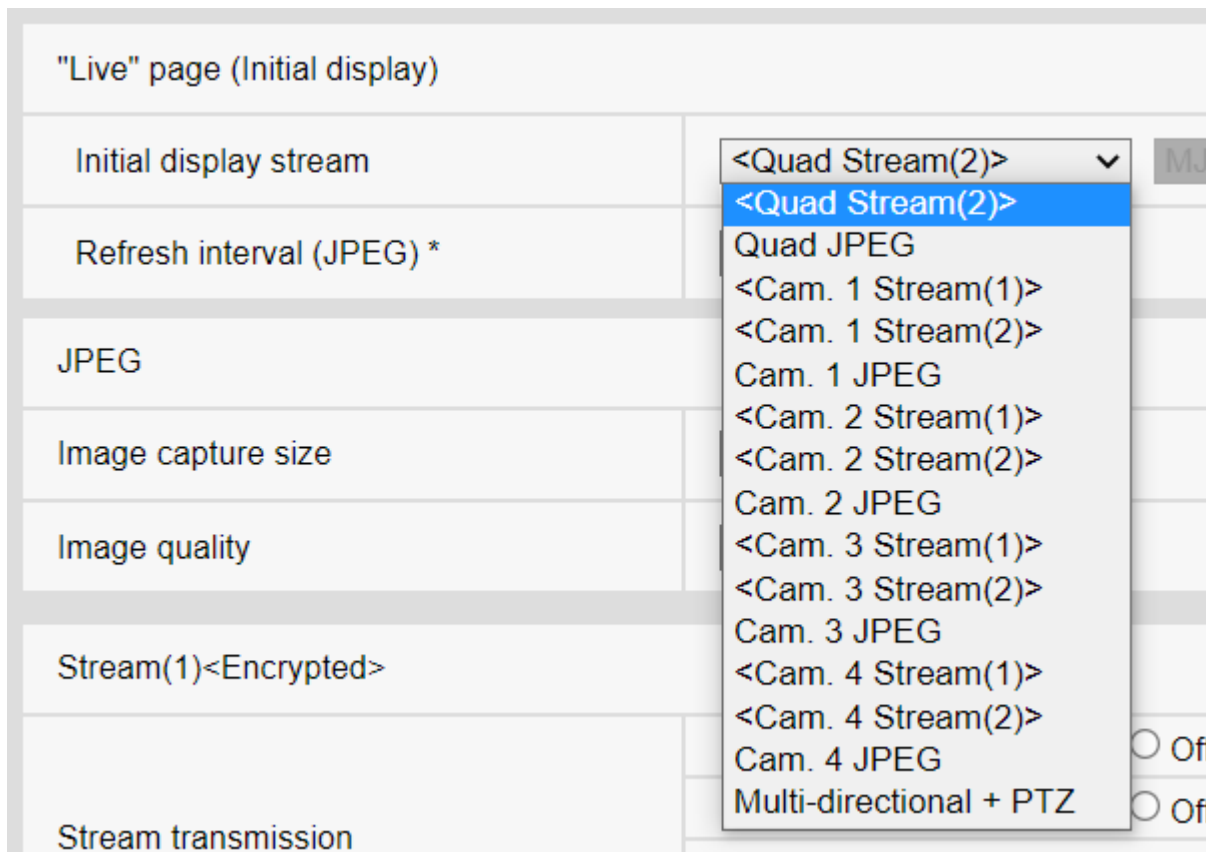 "Live" page (Initial display)
Initial display stream
<Quad Stream(2)>
MJ
<Quad Stream(2)>
Quad JPEG
<Cam. 1 Stream(1)>
<Cam. 1 Stream(2)>
Cam. 1 JPEG
<Cam. 2 Stream(1)>
<Cam. 2 Stream(2)>
Cam. 2 JPEG
<Cam. 3 Stream(1)>
<Cam. 3 Stream(2)>
Cam. 3 JPEG
<Cam. 4 Stream(1)>
<Cam. 4 Stream(2)>
Cam. 4 JPEG
Multi-directional + PTZ
Refresh interval (JPEG) *
JPEG
Image capture size
Image quality
Stream(1)<Encrypted>
Stream transmission